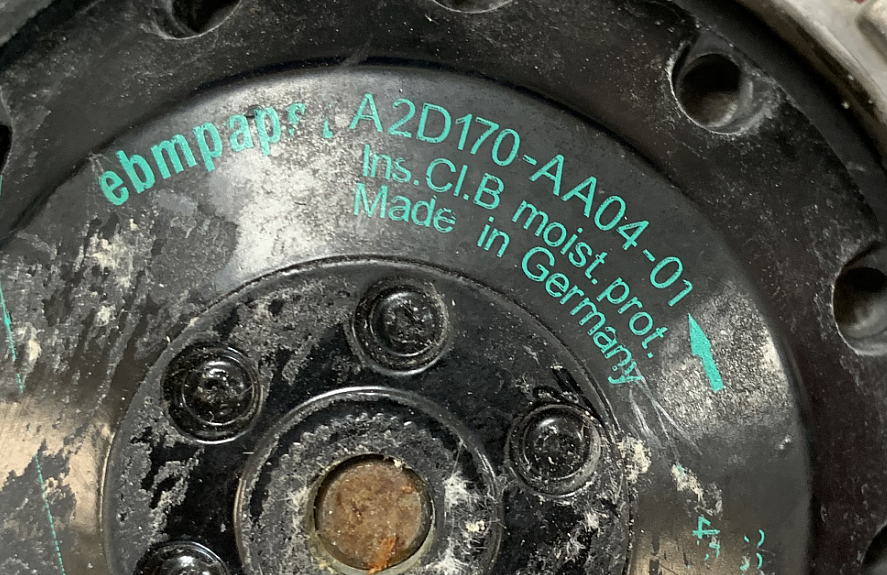 ebmpapst A2D170-AA04-01
Ins.Cl.B moist.prot.
Made in Germany